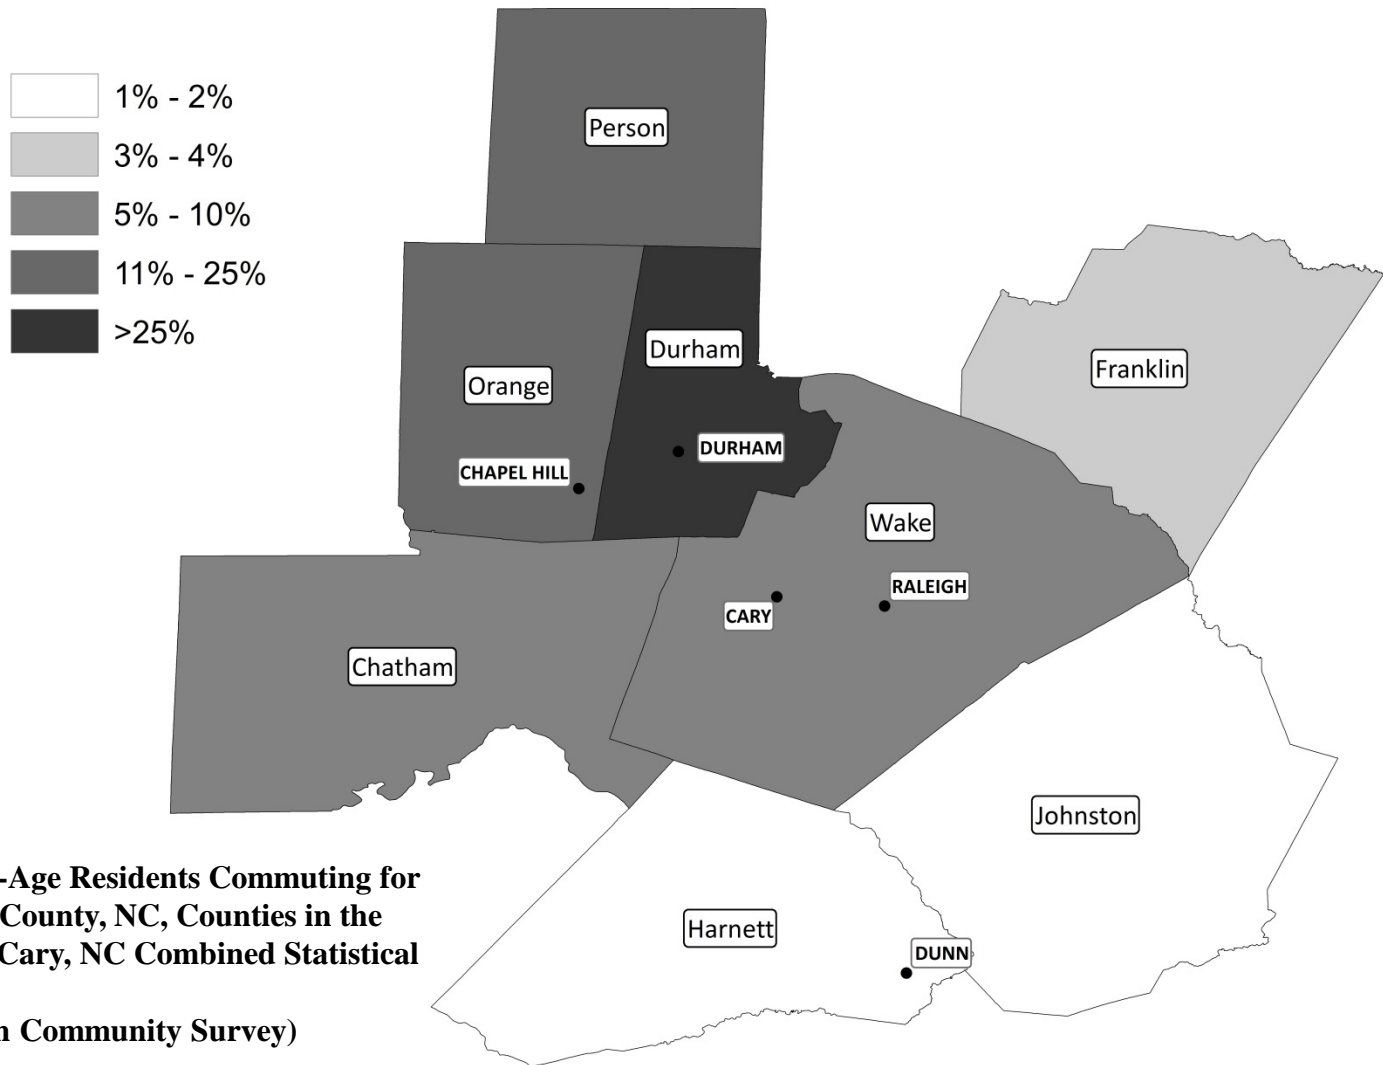 1% - 2%
3% - 4%
5% - 10%
11% - 25%
>25%
Person
Durham
Orange
Franklin
DURHAM
CHAPEL HILL
Wake
RALEIGH
CARY
Chatham
Johnston
Harnett
DUNN
-Age Residents Commuting for
County, NC, Counties in the
Cary, NC Combined Statistical
Community Survey)